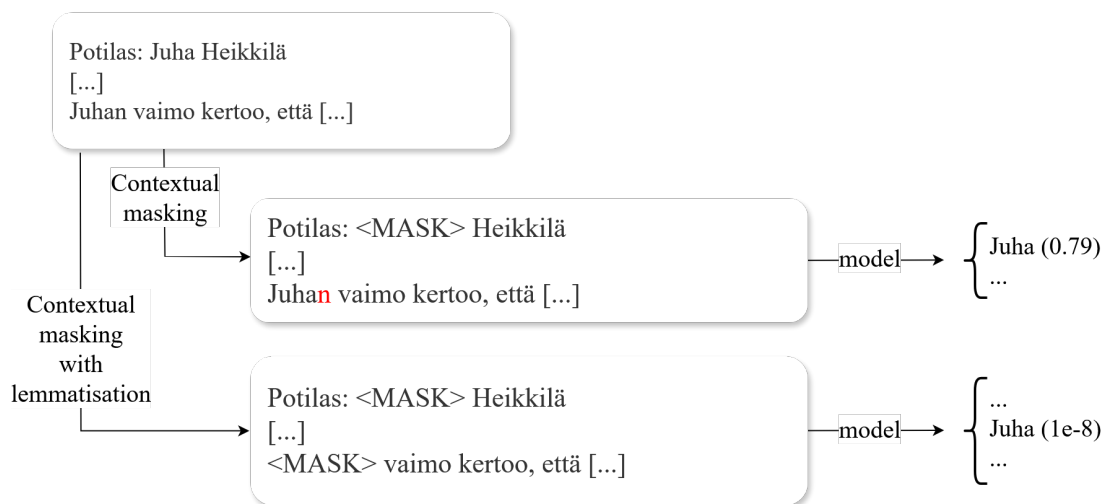 Potilas: Juha Heikkilä
[...]
Juhan vaimo kertoo, että [...]
Contextual
masking
Potilas: <MASK> Heikkilä
[...]
Juhan vaimo kertoo, että [...]
model
Juha (0.79)
...
Contextual
masking
with
lemmatisation
Potilas: <MASK> Heikkilä
[...]
<MASK> vaimo kertoo, että [...]
model
...
Juha (1e-8)
...